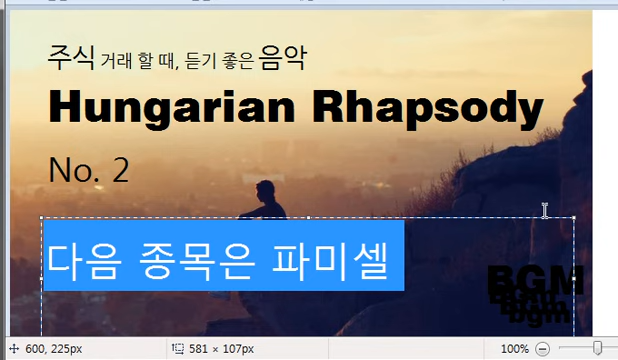 주식 거래 할 때, 듣기 좋은 음악
Hungarian Rhapsody
No. 2
다음 종목은 파미셀
BGM
bgm
600, 225px
581 × 107px
100%